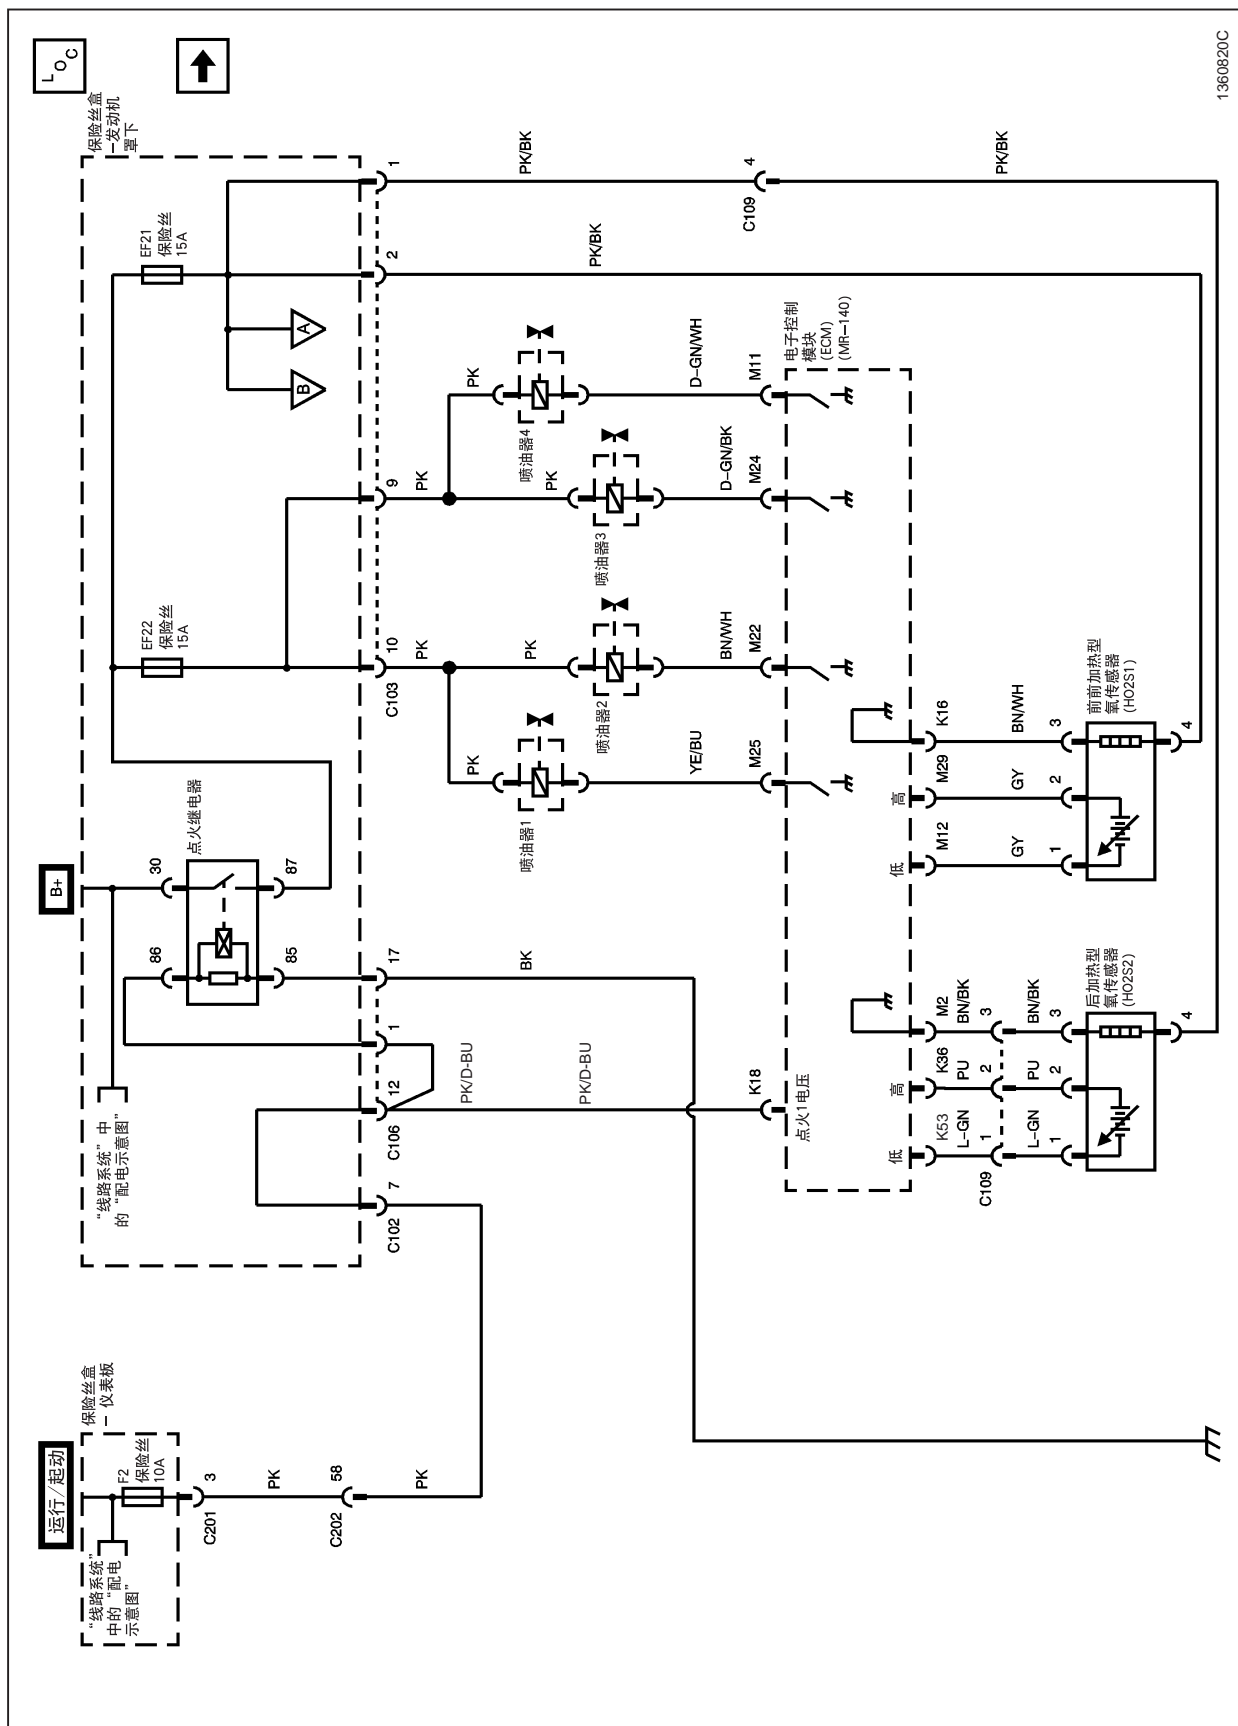 运行/起动
保险丝盒
– 仪表板
F2
保险丝
10A
“线路系统”
中的“配电
示意图”
C201
3
PK
C202
58
PK
B+
保险丝盒
–发动机
罩下
L O C
“线路系统”中
的“配电示意图”
点火继电器
30
87
86
85
EF22
保险丝
15A
EF21
保险丝
15A
A
B
C102
7
C106
12
1
17
C103
10
9
2
1
PK/D-BU
PK/D-BU
BK
PK
PK
PK
PK
PK
PK
PK/BK
PK/BK
C109
4
PK/BK
喷油器1
喷油器2
喷油器3
喷油器4
YE/BU
BN/WH
D-GN/BK
D-GN/WH
K18
M25
M22
M24
M11
点火1电压
电子控制
模块
(ECM)
(MR-140)
低
高
低
高
K53
K36
M2
M12
M29
K16
L-GN
PU
BN/BK
GY
GY
BN/WH
C109
1
2
3
L-GN
PU
BN/BK
1
2
3
1
2
3
后加热型
氧传感器
(HO2S2)
前前加热型
氧传感器
(HO2S1)
4
4
1360820C